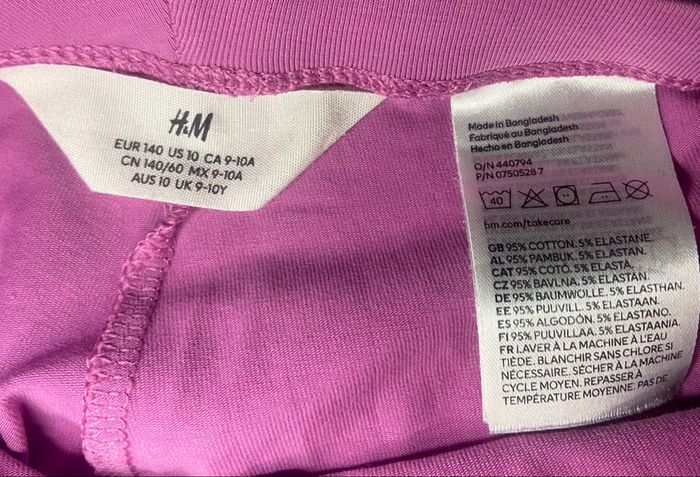 H&M
EUR 140 US 10 CA 9-10A
CN 140/60 MX 9-10A
AUS 10 UK 9-10Y
Made in Bangladesh
Fabriqué au Bangladesh
Hecho en Bangladesh
O/N 440794
P/N 0750528 7
40
hm.com/takecare
GB 95% COTTON. 5% ELASTANE.
AL 95% PAMBUK. 5% ELASTAN.
CAT 95% COTÓ. 5% ELASTÀ.
CZ 95% BAVLNA. 5% ELASTAN.
DE 95% BAUMWOLLE. 5% ELASTHAN.
EE 95% PUUVILL. 5% ELASTAAN.
ES 95% ALGODÓN. 5% ELASTANO.
FI 95% PUUVILLAA. 5% ELASTAANIA.
FR LAVER À LA MACHINE À L'EAU
TIÈDE. BLANCHIR SANS CHLORE SI
NÉCESSAIRE. SÉCHER À LA MACHINE
CYCLE MOYEN. REPASSER À
TEMPÉRATURE MOYENNE. PAS DE